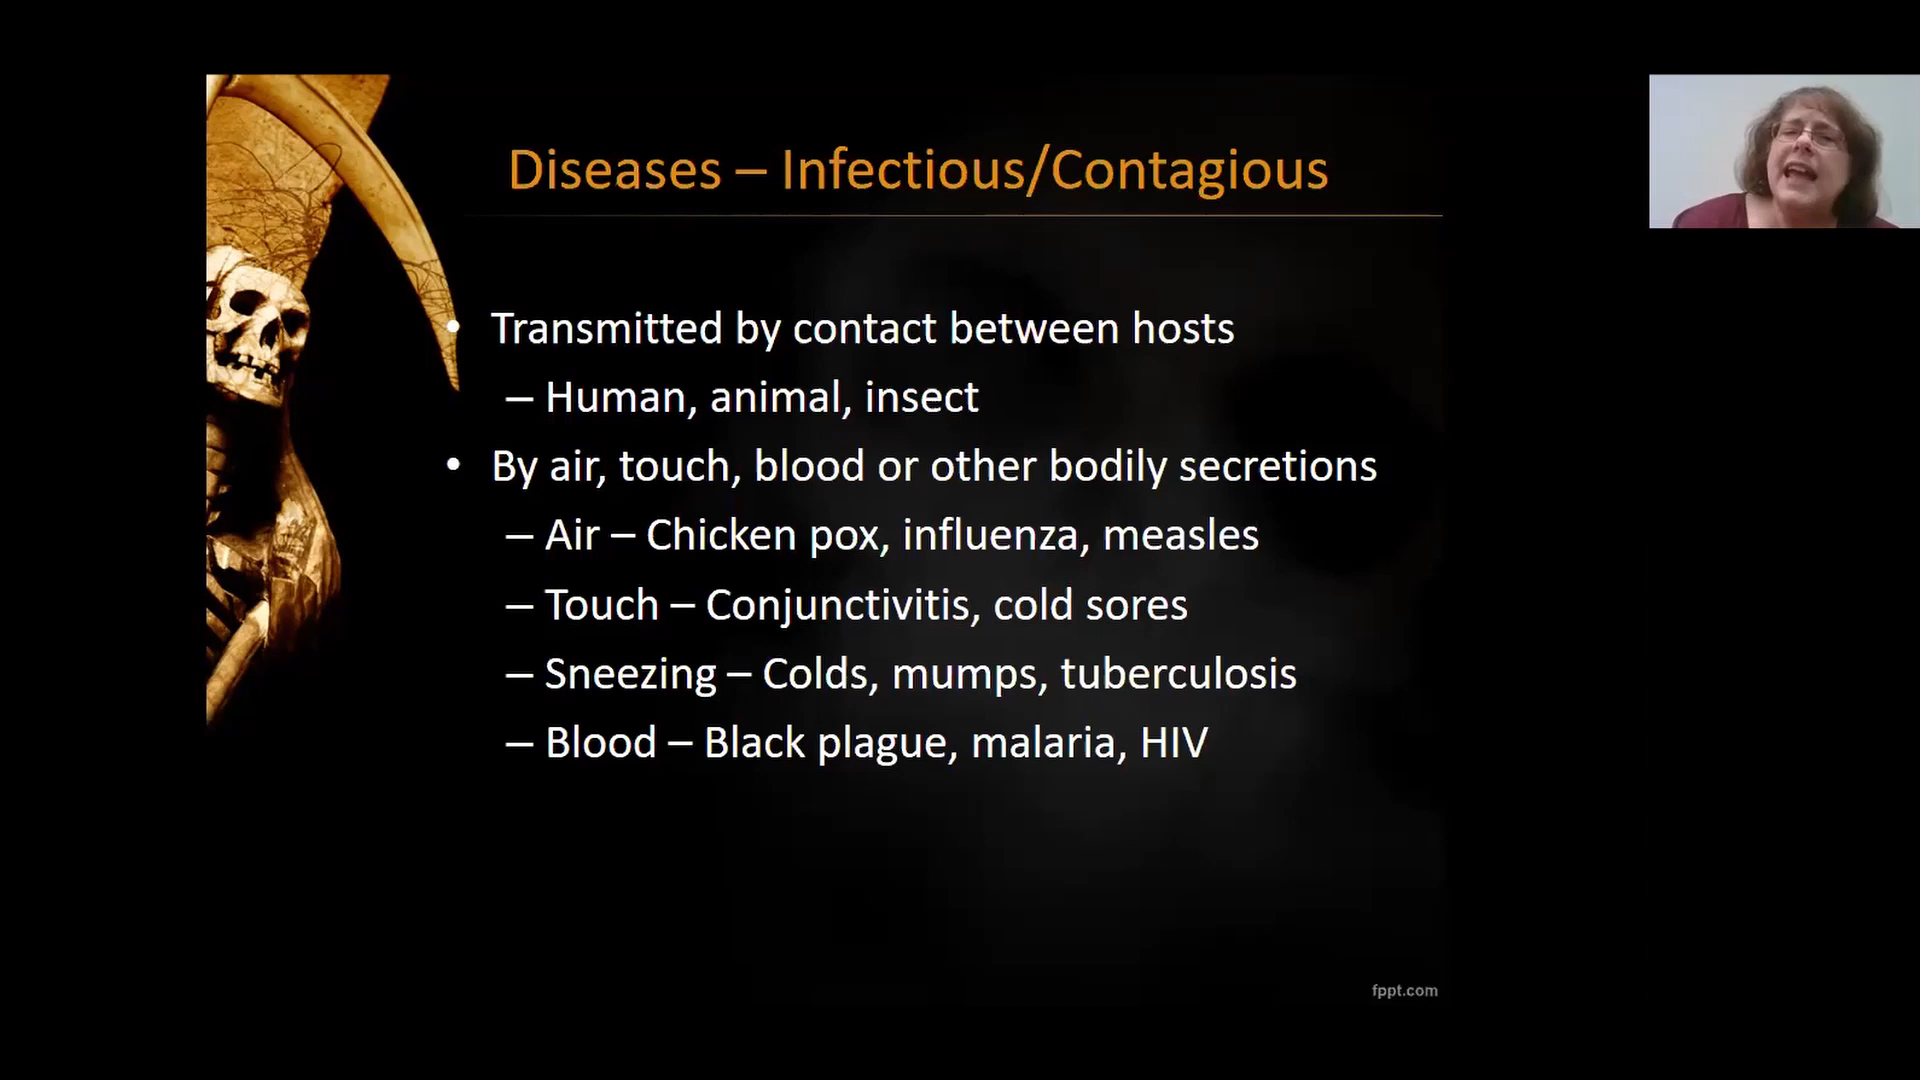 Diseases – Infectious/Contagious
• Transmitted by contact between hosts
– Human, animal, insect
• By air, touch, blood or other bodily secretions
– Air – Chicken pox, influenza, measles
– Touch – Conjunctivitis, cold sores
– Sneezing – Colds, mumps, tuberculosis
– Blood – Black plague, malaria, HIV
fppt.com